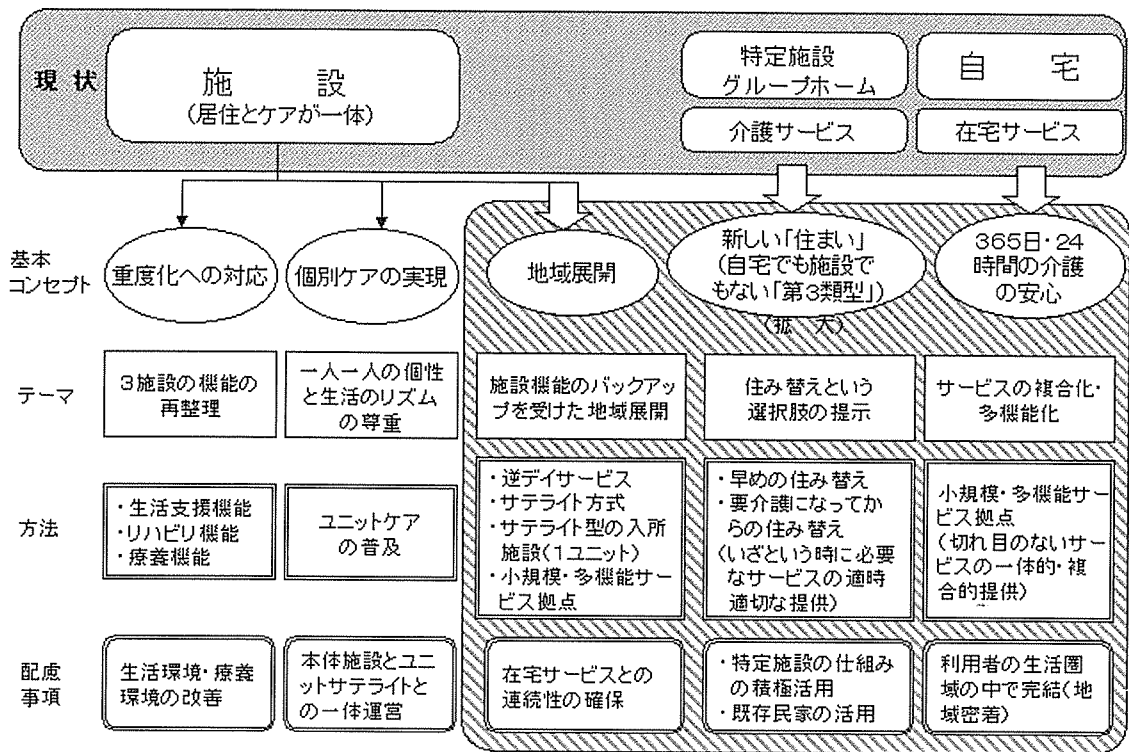 現 状
施 設
(居住とケアが一体)
特定施設
グループホーム
介護サービス
自 宅
在宅サービス
基本
コンセプト
重度化への対応
個別ケアの実現
地域展開
新しい「住まい」
(自宅でも施設で
もない「第3類型」)
(拡 大)
365日・24
時間の介護
の安心
テーマ
3施設の機能の
再整理
一人一人の個性
と生活のリズム
の尊重
施設機能のバックアッ
プを受けた地域展開
住み替えという
選択肢の提示
サービスの複合化・
多機能化
方法
・生活支援機能
・リハビリ機能
・療養機能
ユニットケア
の普及
・逆デイサービス
・サテライト方式
・サテライト型の入所
施設(1ユニット)
・小規模・多機能サー
ビス拠点
・早めの住み替え
・要介護になってか
らの住み替え
(いざという時に必要
なサービスの適時
適切な提供)
小規模・多機能サー
ビス拠点
(切れ目のないサー
ビスの一体的・複
合的提供)
配慮
事項
生活環境・療養
環境の改善
本体施設とユニ
ットサテライトと
の一体運営
在宅サービスとの
連続性の確保
・特定施設の仕組み
の積極活用
・既存民家の活用
利用者の生活圏
域の中で完結(地
域密着)